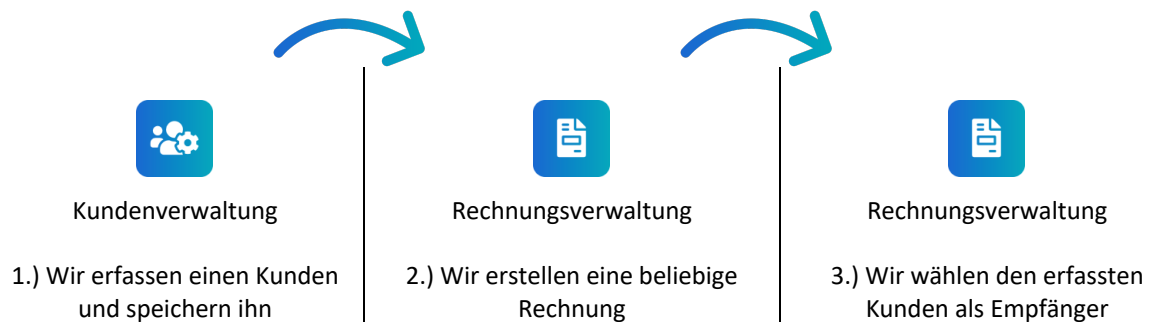 Kundenverwaltung
1.) Wir erfassen einen Kunden
und speichern ihn
Rechnungsverwaltung
2.) Wir erstellen eine beliebige
Rechnung
Rechnungsverwaltung
3.) Wir wählen den erfassten
Kunden als Empfänger